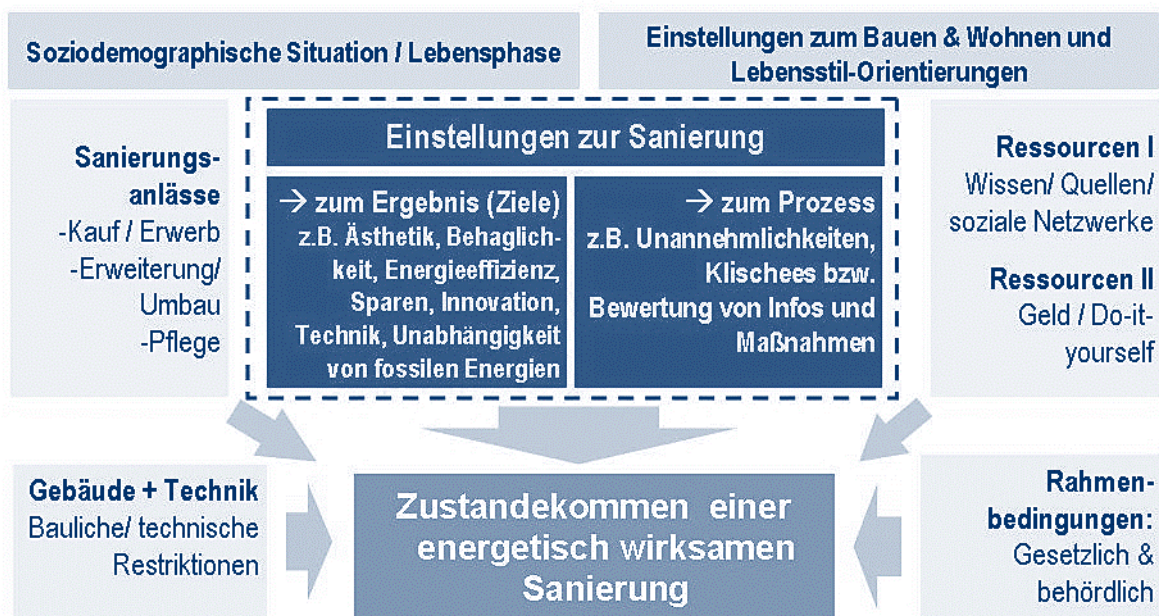 Soziodemographische Situation / Lebensphase
Einstellungen zum Bauen & Wohnen und
Lebensstil-Orientierungen
Sanierungs-
anlässe
-Kauf / Erwerb
-Erweiterung/
Umbau
-Pflege
Einstellungen zur Sanierung
→ zum Ergebnis (Ziele)
z.B. Ästhetik, Behaglich-
keit, Energieeffizienz,
Sparen, Innovation,
Technik, Unabhängigkeit
von fossilen Energien
→ zum Prozess
z.B. Unannehmlichkeiten,
Klischees bzw.
Bewertung von Infos und
Maßnahmen
Ressourcen I
Wissen/ Quellen/
soziale Netzwerke
Ressourcen II
Geld / Do-it-
yourself
Gebäude + Technik
Bauliche/ technische
Restriktionen
Zustandekommen einer
energetisch wirksamen
Sanierung
Rahmen-
bedingungen:
Gesetzlich &
behördlich